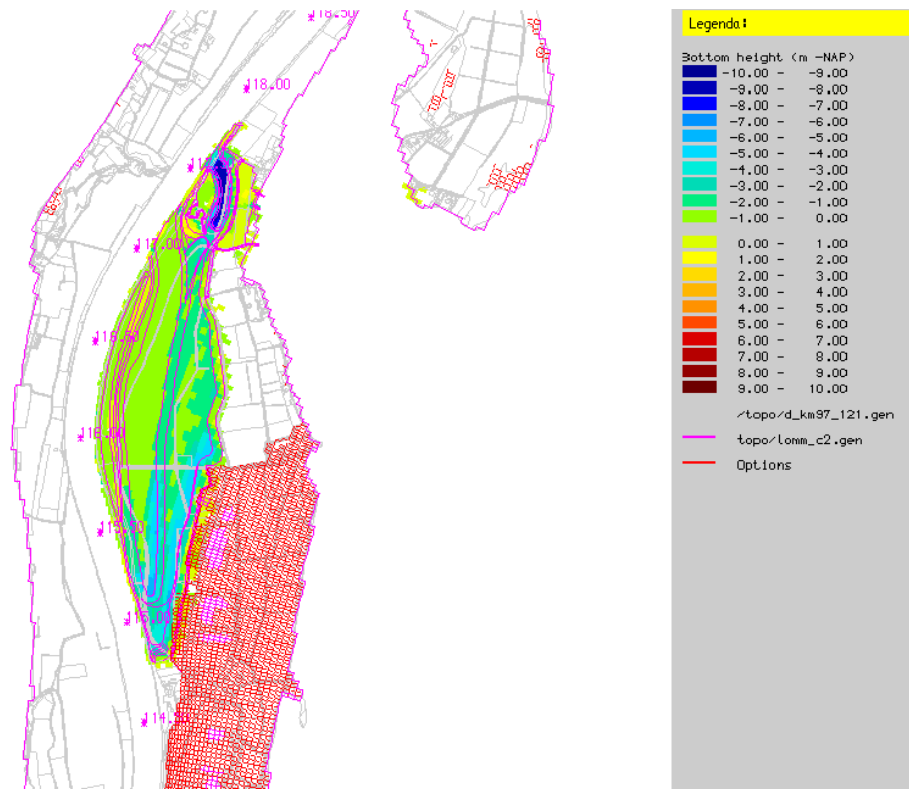 118.50
118.00
117.00
116.50
116.00
115.50
115.00
114.50
Legenda:
Bottom height (m -NAP)
-10.00 - -9.00
-9.00 - -8.00
-8.00 - -7.00
-7.00 - -6.00
-6.00 - -5.00
-5.00 - -4.00
-4.00 - -3.00
-3.00 - -2.00
-2.00 - -1.00
-1.00 - 0.00
0.00 - 1.00
1.00 - 2.00
2.00 - 3.00
3.00 - 4.00
4.00 - 5.00
5.00 - 6.00
6.00 - 7.00
7.00 - 8.00
8.00 - 9.00
9.00 - 10.00
/topo/d_km97_121.gen
topo/lomm_c2.gen
Options